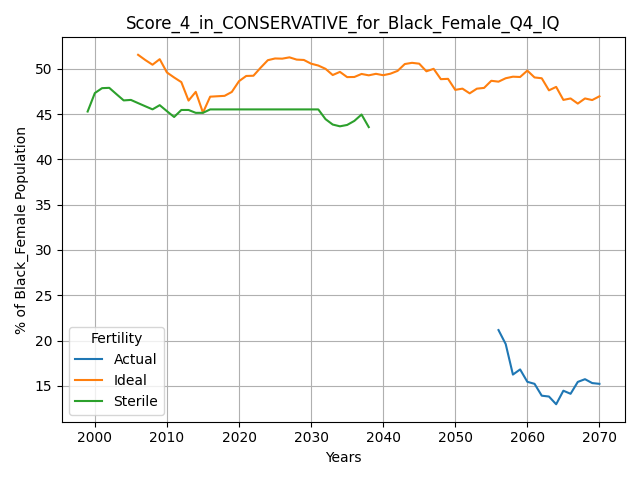 Score_4_in_CONSERVATIVE_for_Black_Female_Q4_IQ
% of Black_Female Population
50
45
40
35
30
25
20
15
Fertility
Actual
Ideal
Sterile
2000 2010 2020 2030 2040 2050 2060 2070
Years